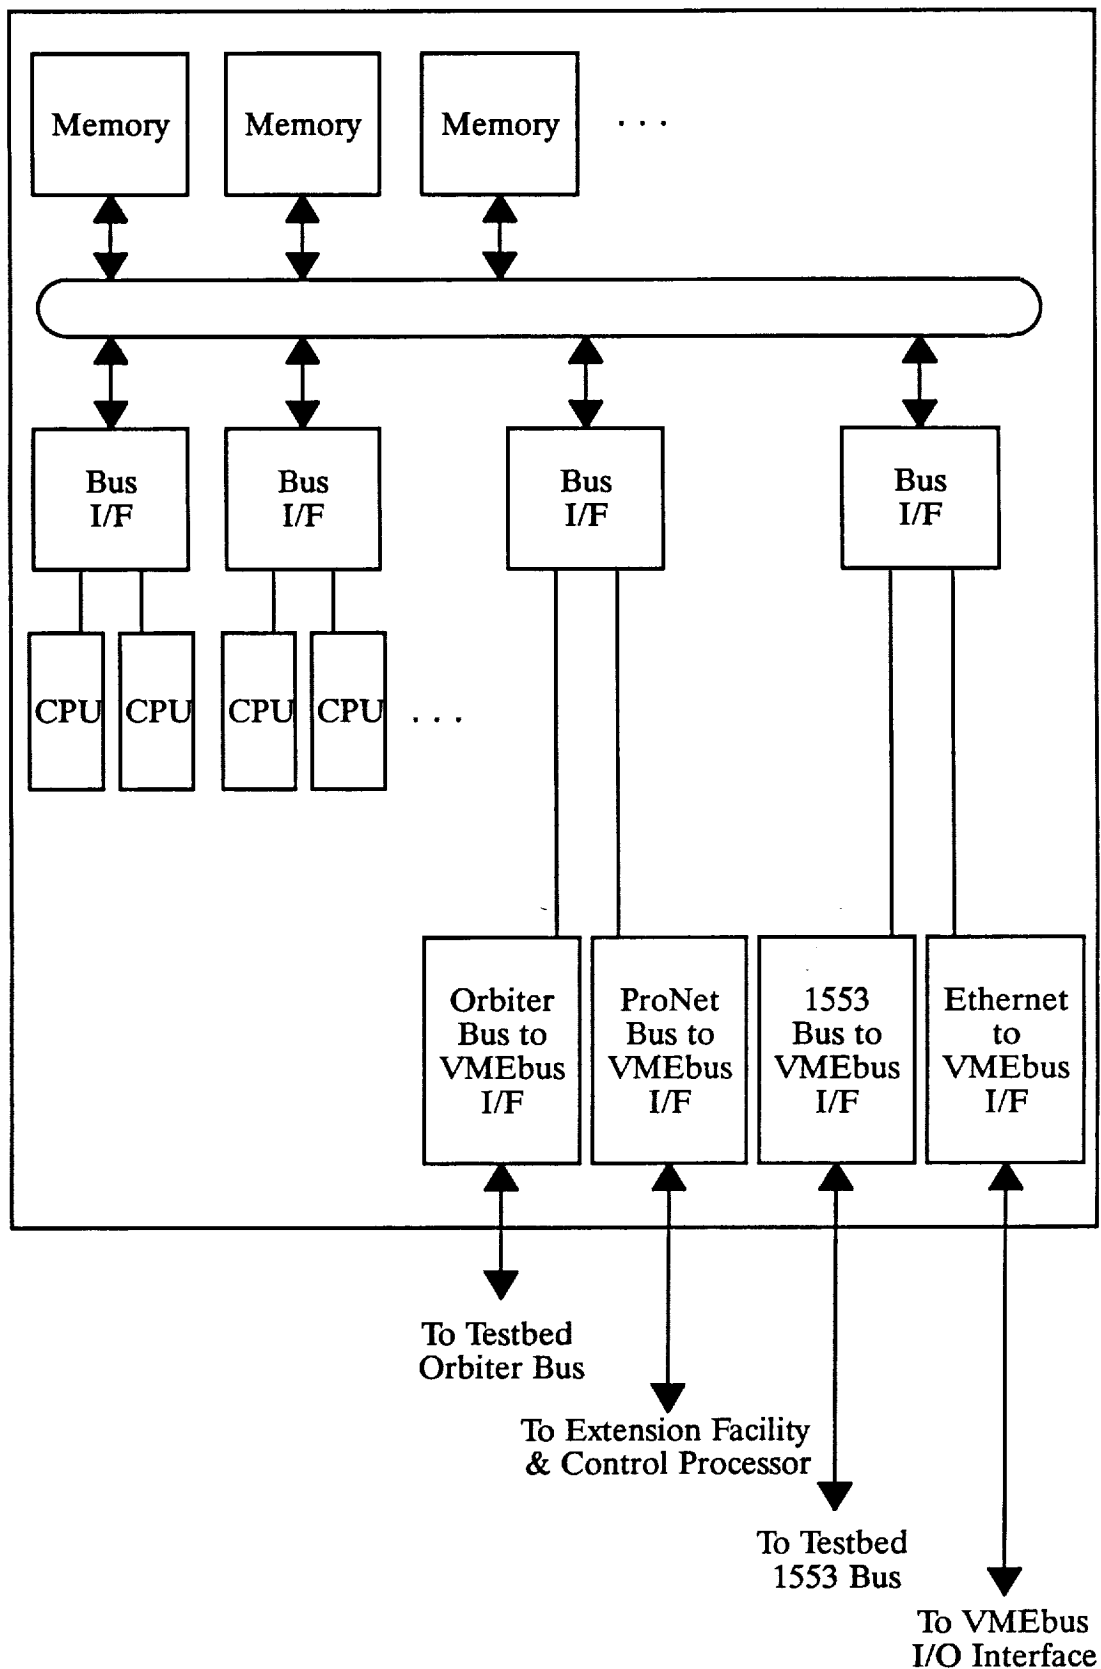 Memory
Memory
Memory
. . .
Bus
I/F
Bus
I/F
Bus
I/F
Bus
I/F
CPU
CPU
CPU
CPU
. . .
Orbiter
Bus to
VMEbus
I/F
ProNet
Bus to
VMEbus
I/F
1553
Bus to
VMEbus
I/F
Ethernet
to
VMEbus
I/F
To Testbed
Orbiter Bus
To Extension Facility
& Control Processor
To Testbed
1553 Bus
To VMEbus
I/O Interface